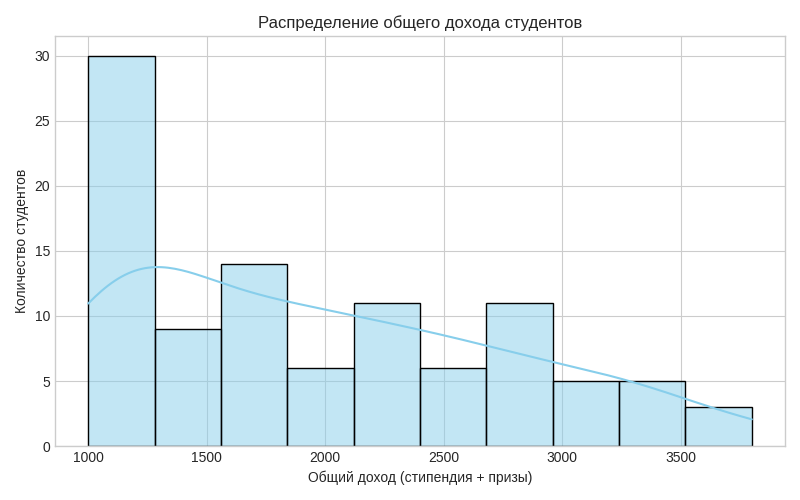 Распределение общего дохода студентов
Количество студентов
30
25
20
15
10
5
0
1000 1500 2000 2500 3000 3500
Общий доход (стипендия + призы)